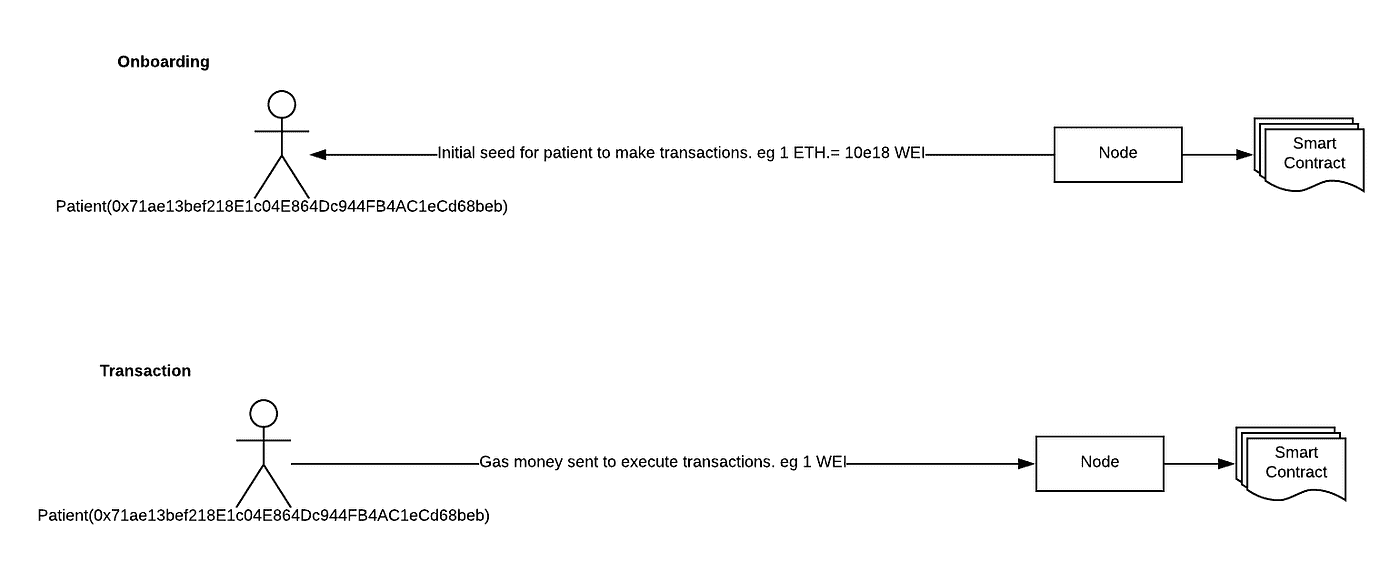 Onboarding
Initial seed for patient to make transactions. eg 1 ETH.= 10e18 WEI
Node
Smart
Contract
Patient(0x71ae13bef218E1c04E864Dc944FB4AC1eCd68beb)
Transaction
Gas money sent to execute transactions. eg 1 WEI
Node
Smart
Contract
Patient(0x71ae13bef218E1c04E864Dc944FB4AC1eCd68beb)